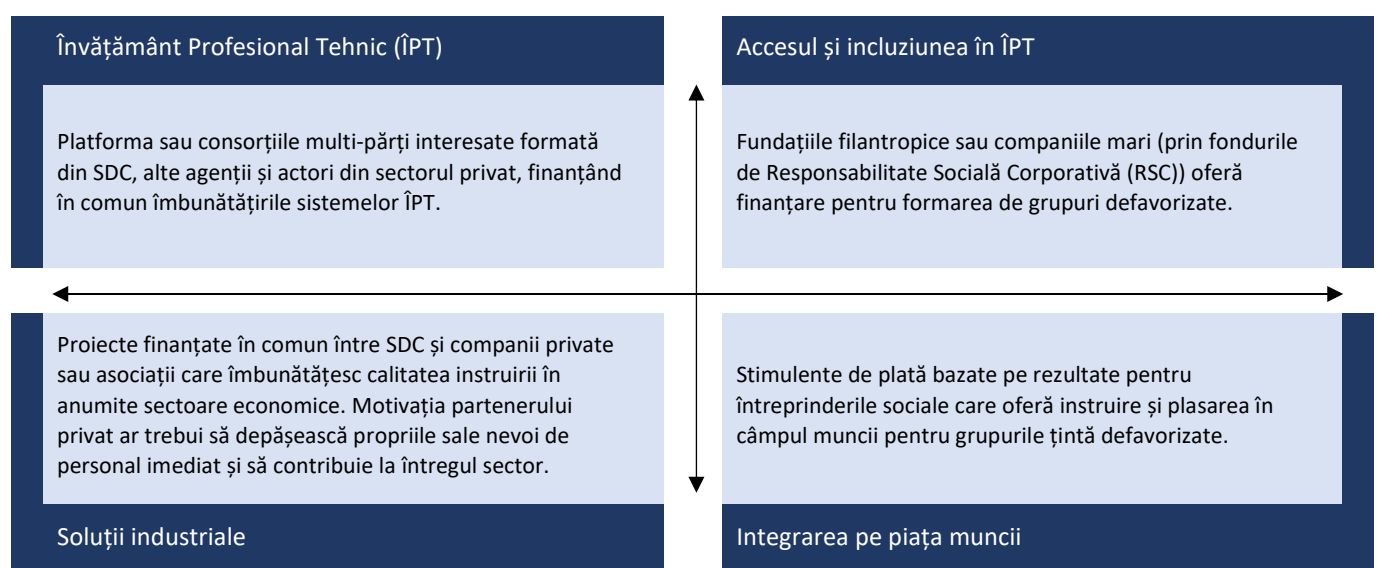 Învățământ Profesional Tehnic (ÎPT)
Platforma sau consorțiile multi-părți interesate formată
din SDC, alte agenții și actori din sectorul privat, finanțând
în comun îmbunătățirile sistemelor ÎPT.
Accesul și incluziunea în ÎPT
Fundațiile filantropice sau companiile mari (prin fondurile
de Responsabilitate Socială Corporativă (RSC)) oferă
finanțare pentru formarea de grupuri defavorizate.
Proiecte finanțate în comun între SDC și companii private
sau asociații care îmbunătățesc calitatea instruirii în
anumite sectoare economice. Motivația partenerului
privat ar trebui să depășească propriile sale nevoi de
personal imediat și să contribuie la întregul sector.
Soluții industriale
Stimulente de plată bazate pe rezultate pentru
întreprinderile sociale care oferă instruire și plasarea în
câmpul muncii pentru grupurile țintă defavorizate.
Integrarea pe piața muncii